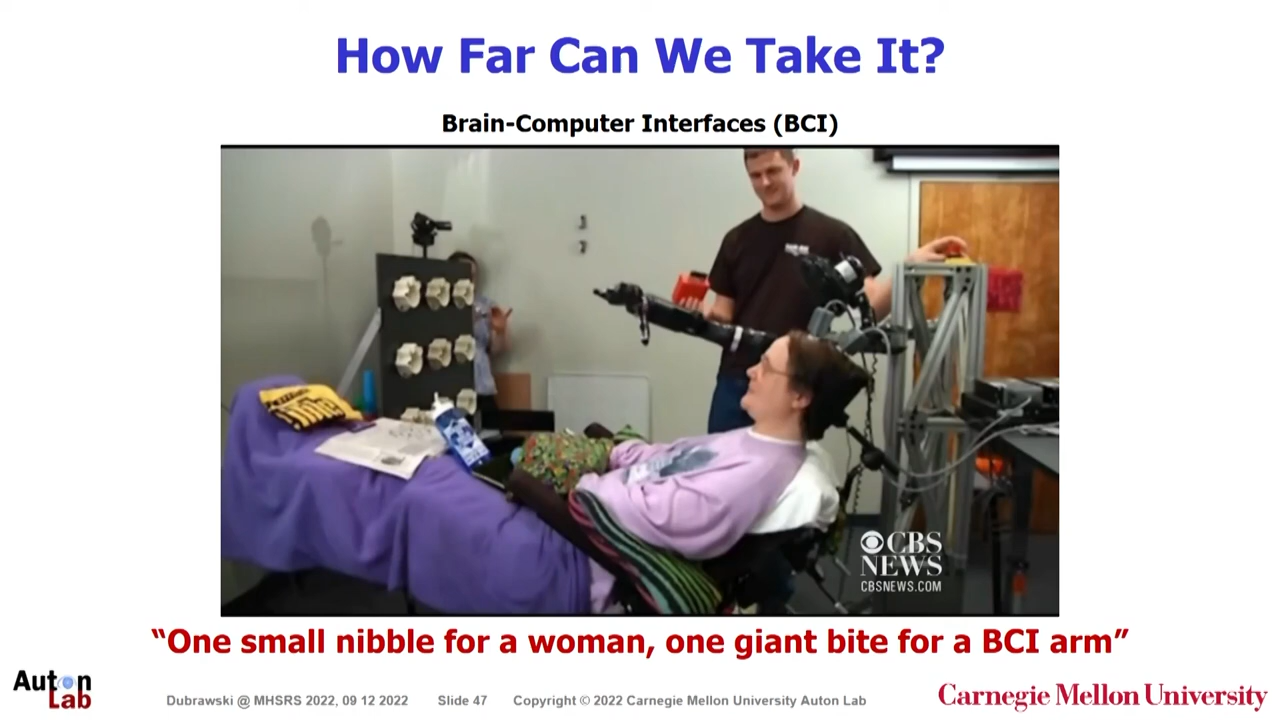 How Far Can We Take It?
Brain-Computer Interfaces (BCI)
CBS
NEWS
CBSNEWS.COM
“One small nibble for a woman, one giant bite for a BCI arm”
Auton
Lab
Dubrawski @ MHSRS 2022, 09 12 2022 Slide 47 Copyright © 2022 Carnegie Mellon University Auton Lab
Carnegie Mellon University